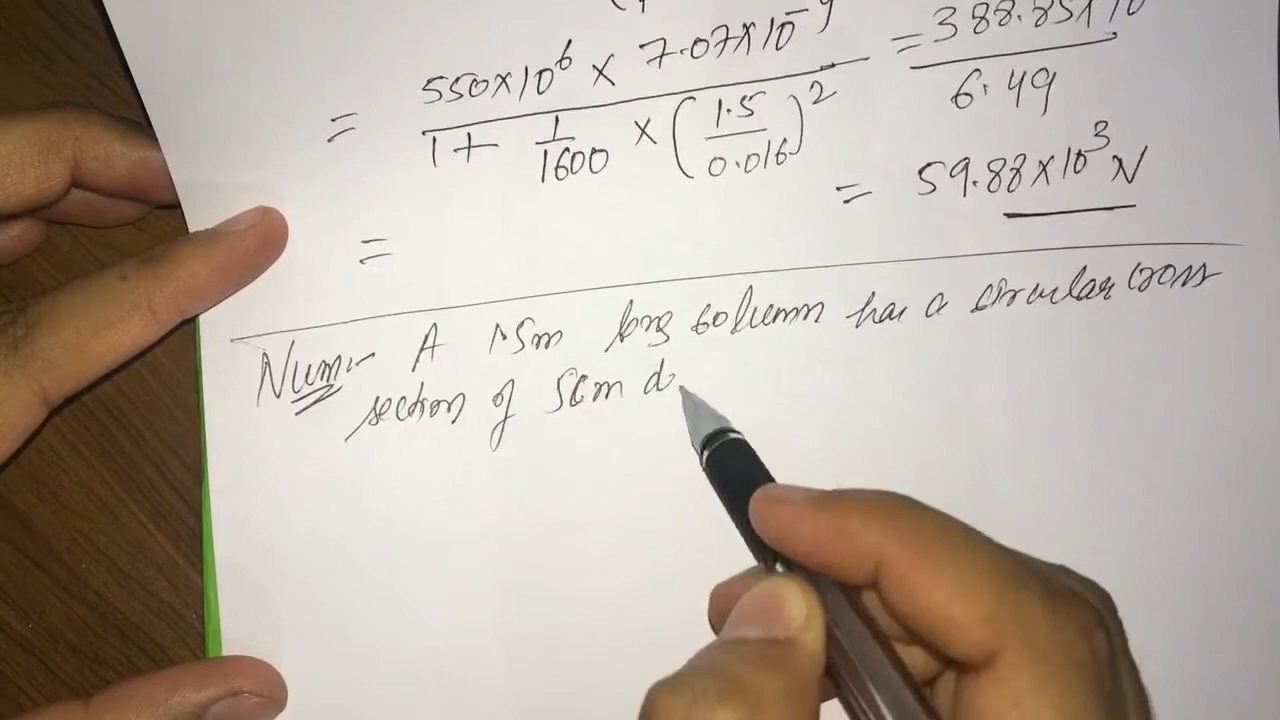 = 550×10⁶ × 7.07×10⁻⁹ / 1 + 1/1600 × (1.5/0.016)² = 388.85×10 / 6.49
= 59.88×10³ N
=
Num:- A 1.5m long column has a circular cross
section of 5cm d